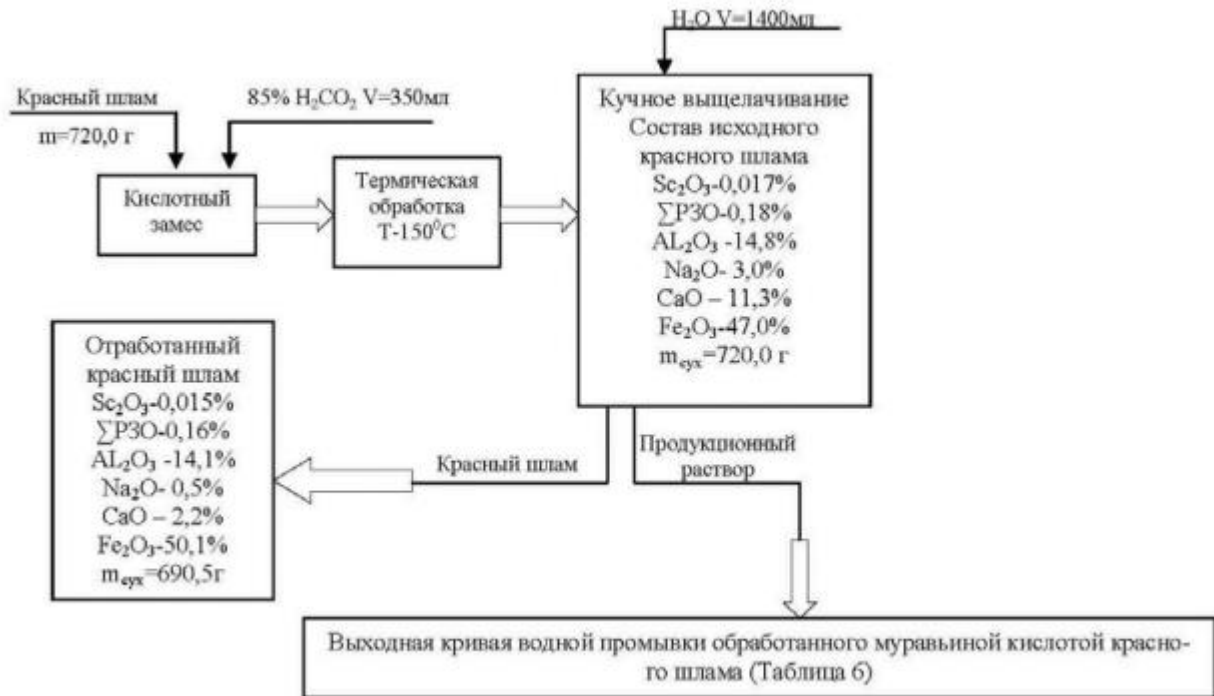 H₂O V=1400мл
Красный шлам
m=720,0 г
85% H₂CO₂ V=350мл
Кислотный
замес
Термическая
обработка
T-150⁰C
Кучное выщелачивание
Состав исходного
красного шлама
Sc₂O₃-0,017%
∑РЗО-0,18%
AL₂O₃ -14,8%
Na₂O- 3,0%
CaO – 11,3%
Fe₂O₃-47,0%
mсух=720,0 г
Отработанный
красный шлам
Sc₂O₃-0,015%
∑РЗО-0,16%
AL₂O₃ -14,1%
Na₂O- 0,5%
CaO – 2,2%
Fe₂O₃-50,1%
mсух=690,5г
Красный шлам
Продукционный
раствор
Выходная кривая водной промывки обработанного муравьиной кислотой красно-
го шлама (Таблица 6)